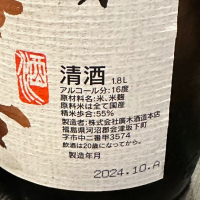 清酒 1.8L
アルコール分:16度
原材料名:米、米麹
原料米は全て国産
精米歩合:55%
製造者:株式会社廣木酒造本店
福島県河沼郡会津坂下町
字市中二番甲3574
飲酒は20歳になってから。
製造年月
2024.10.A